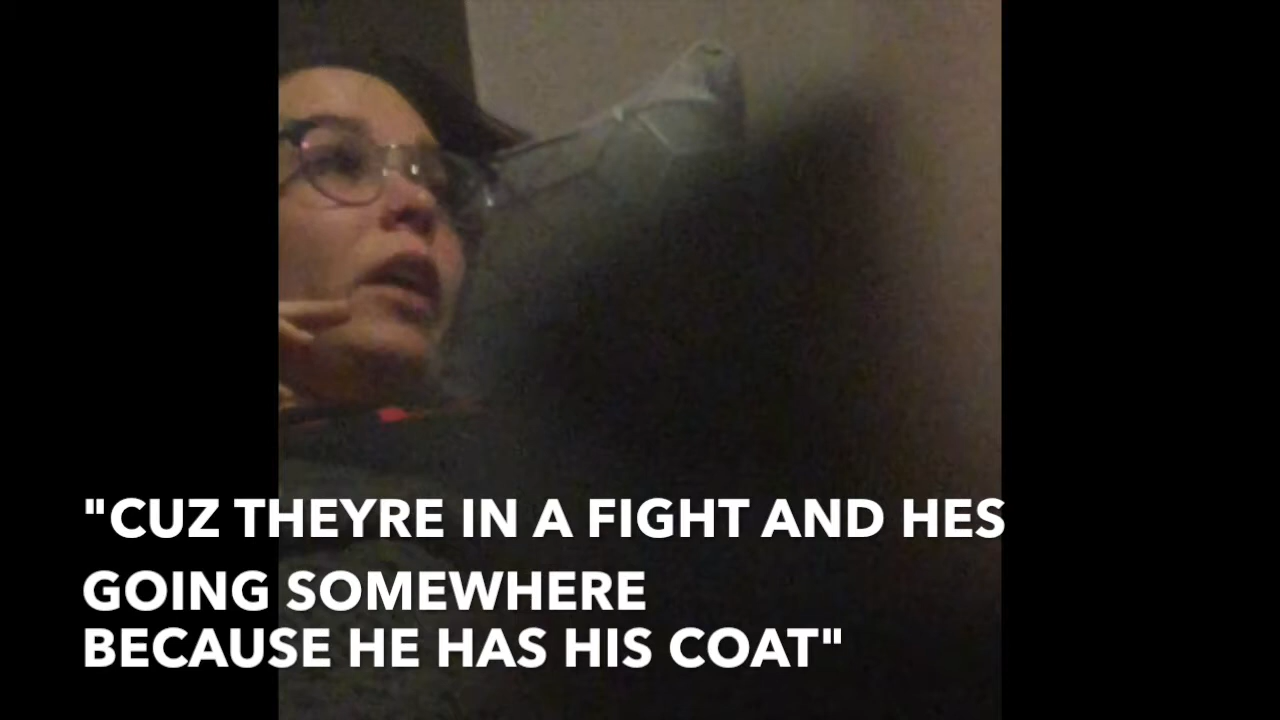 "CUZ THEYRE IN A FIGHT AND HES
GOING SOMEWHERE
BECAUSE HE HAS HIS COAT"